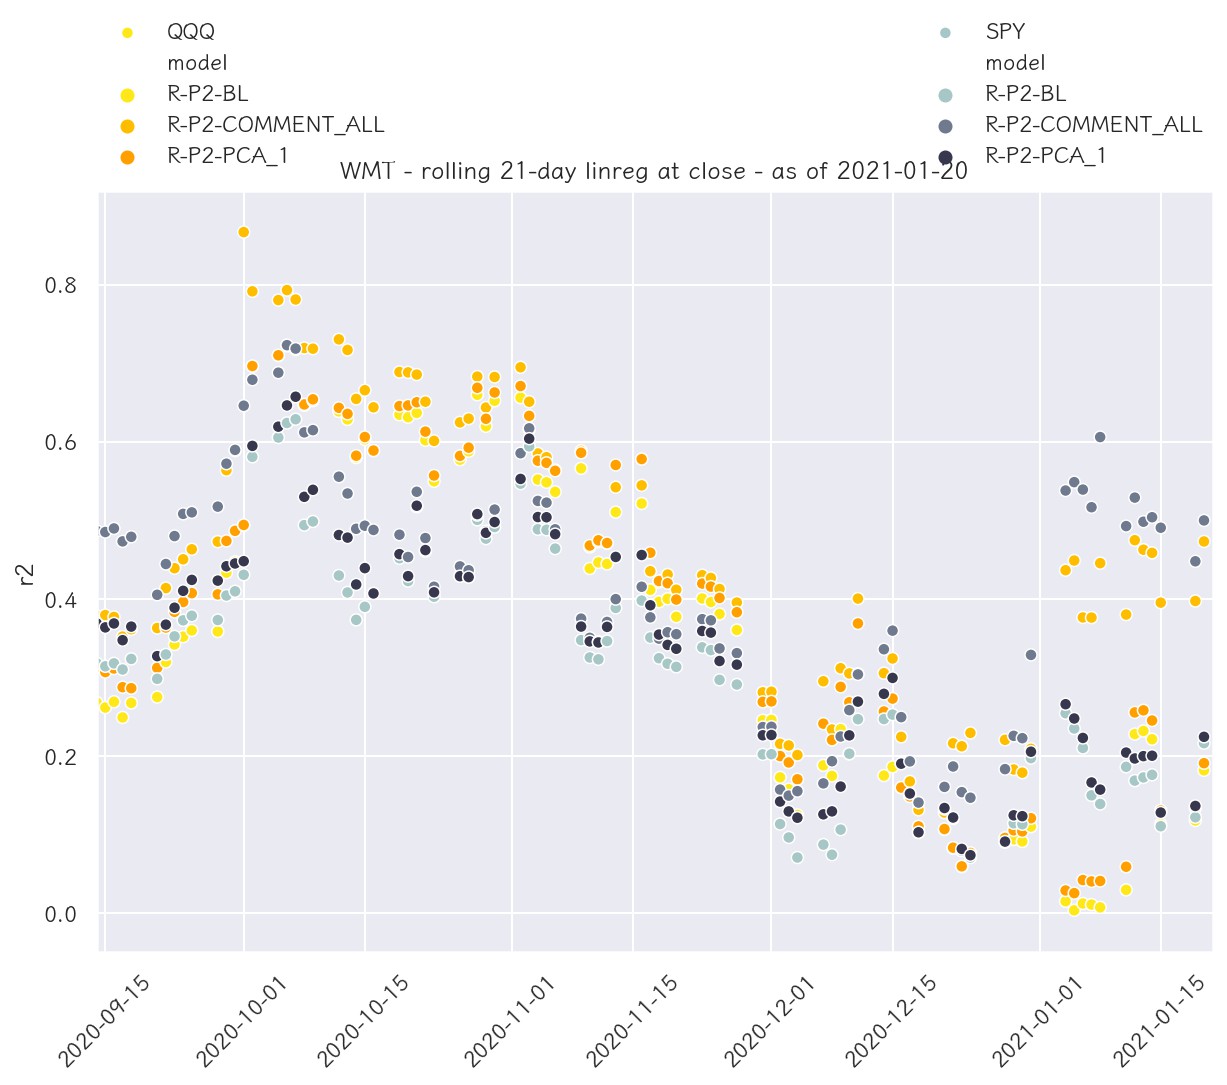 QQQ
model
R-P2-BL
R-P2-COMMENT_ALL
R-P2-PCA_1
SPY
model
R-P2-BL
R-P2-COMMENT_ALL
R-P2-PCA_1
WMT - rolling 21-day linreg at close - as of 2021-01-20
r2
0.8
0.6
0.4
0.2
0.0
2020-09-15
2020-10-01
2020-10-15
2020-11-01
2020-11-15
2020-12-01
2020-12-15
2021-01-01
2021-01-15